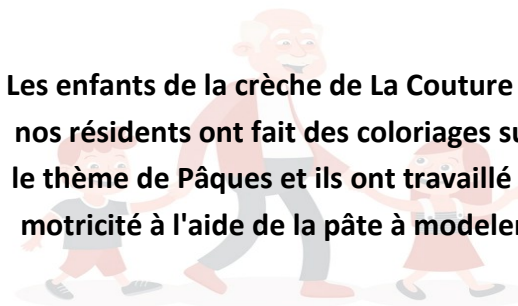 Les enfants de la crèche de La Couture
nos résidents ont fait des coloriages su
le thème de Pâques et ils ont travaillé
motricité à l'aide de la pâte à modeler